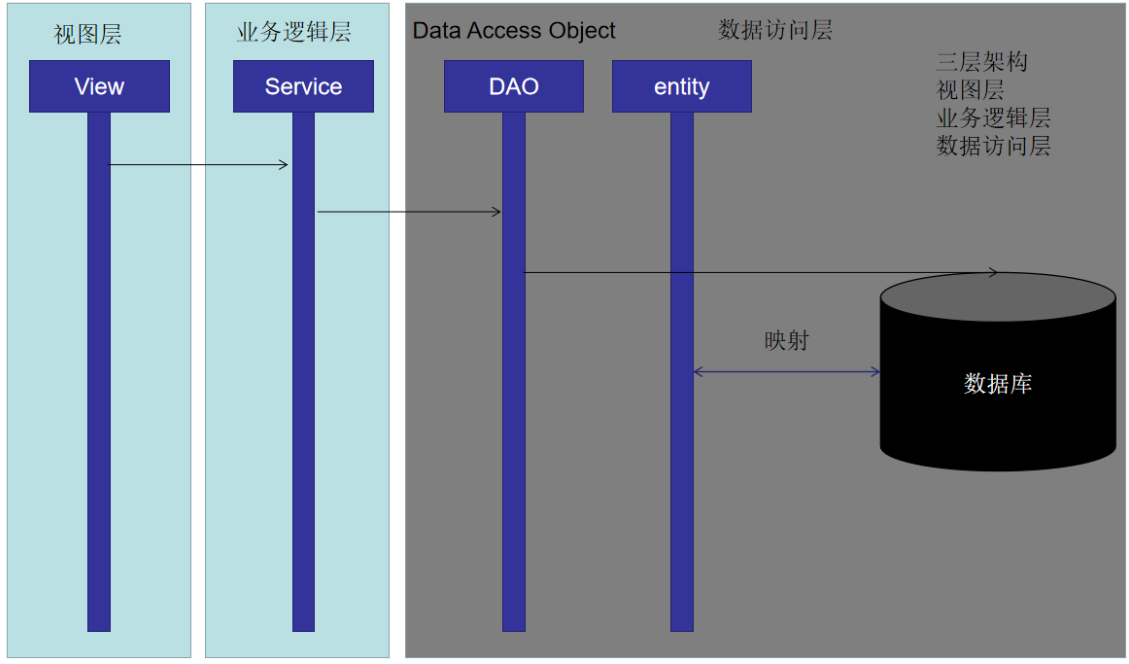 视图层
业务逻辑层
Data Access Object
数据访问层
View
Service
DAO
entity
三层架构
视图层
业务逻辑层
数据访问层
映射
数据库